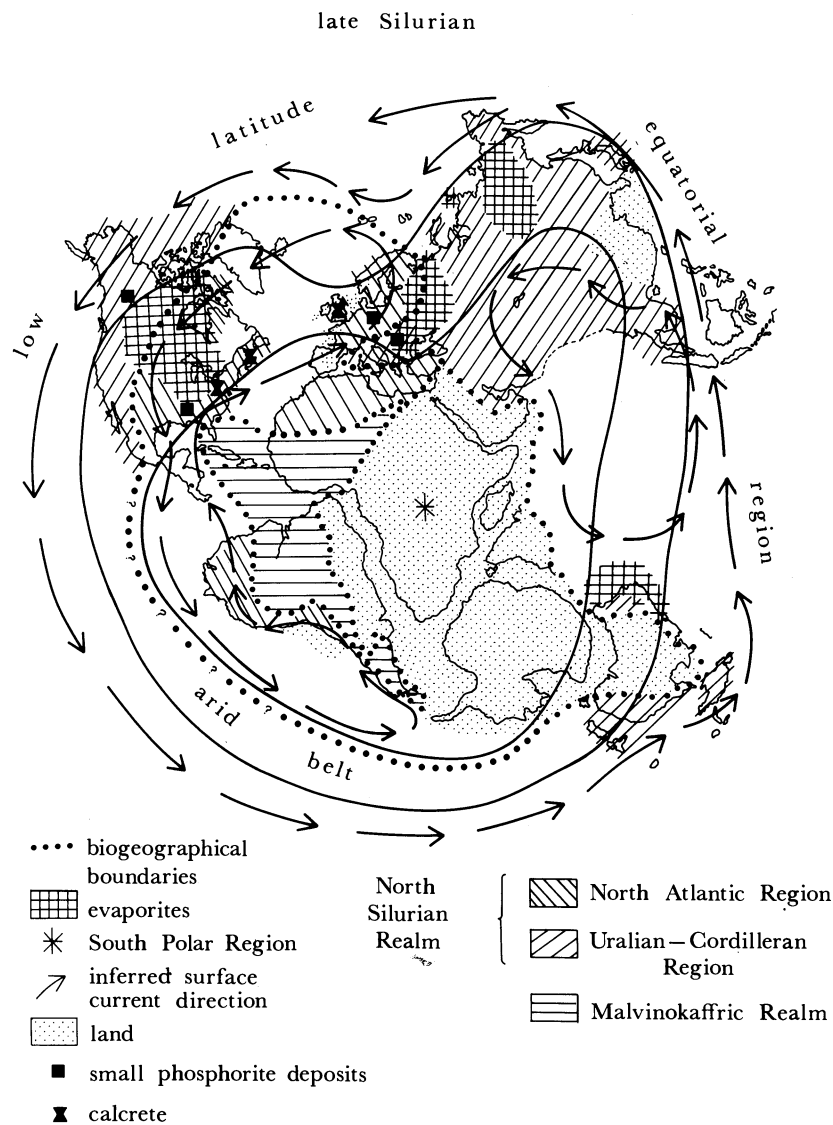 late Silurian
latitude
equatorial
low
region
arid
belt
?
?
?
?
?
biogeographical
boundaries
evaporites
South Polar Region
inferred surface
current direction
land
small phosphorite deposits
calcrete
North
Silurian
Realm
North Atlantic Region
Uralian – Cordilleran
Region
Malvinokaffric Realm